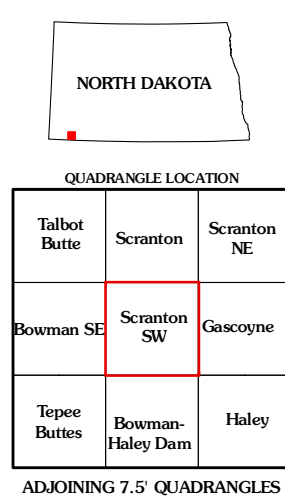 NORTH DAKOTA
QUADRANGLE LOCATION
Talbot
Butte
Scranton
Scranton
NE
Bowman SE
Scranton
SW
Gascoyne
Tepee
Buttes
Bowman-
Haley Dam
Haley
ADJOINING 7.5' QUADRANGLES